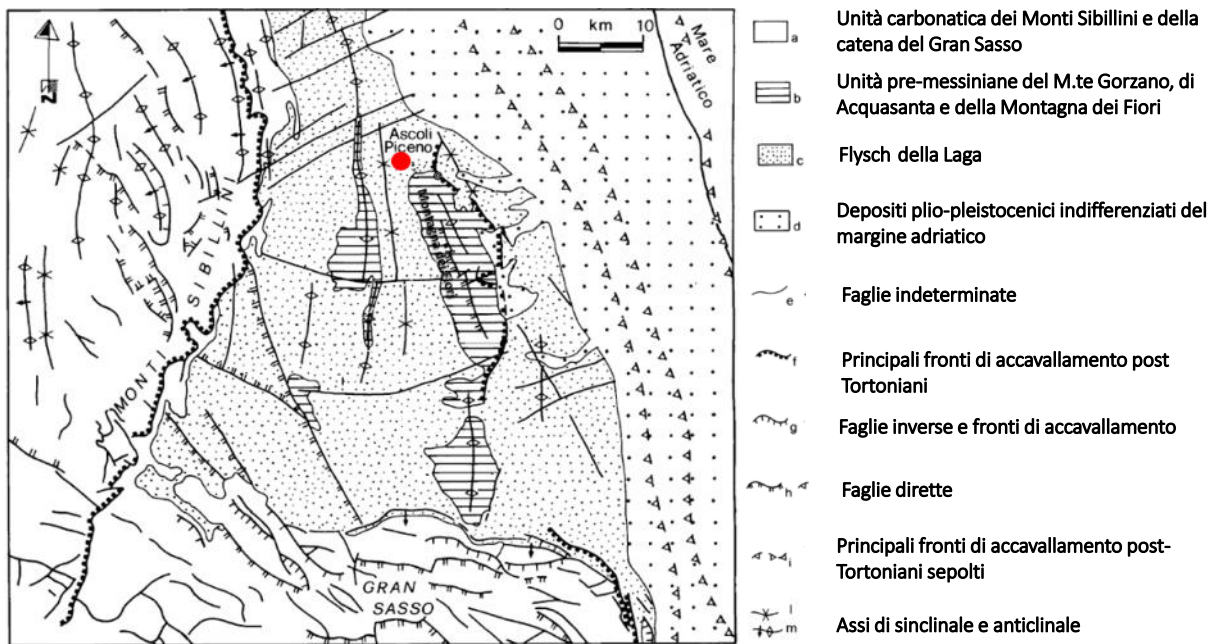 0 km 10
Mare
Adriatico
Ascoli
Piceno
Montagna dei Fiori
MONTI SIBILLINI
GRAN
SASSO
N
a
Unità carbonatica dei Monti Sibillini e della
catena del Gran Sasso
b
Unità pre-messiniane del M.te Gorzano, di
Acquasanta e della Montagna dei Fiori
c
Flysch della Laga
d
Depositi plio-pleistocenici indifferenziati del
margine adriatico
e
Faglie indeterminate
f
Principali fronti di accavallamento post
Tortoniani
g
Faglie inverse e fronti di accavallamento
h
Faglie dirette
i
Principali fronti di accavallamento post-
Tortoniani sepolti
l
m
Assi di sinclinale e anticlinale